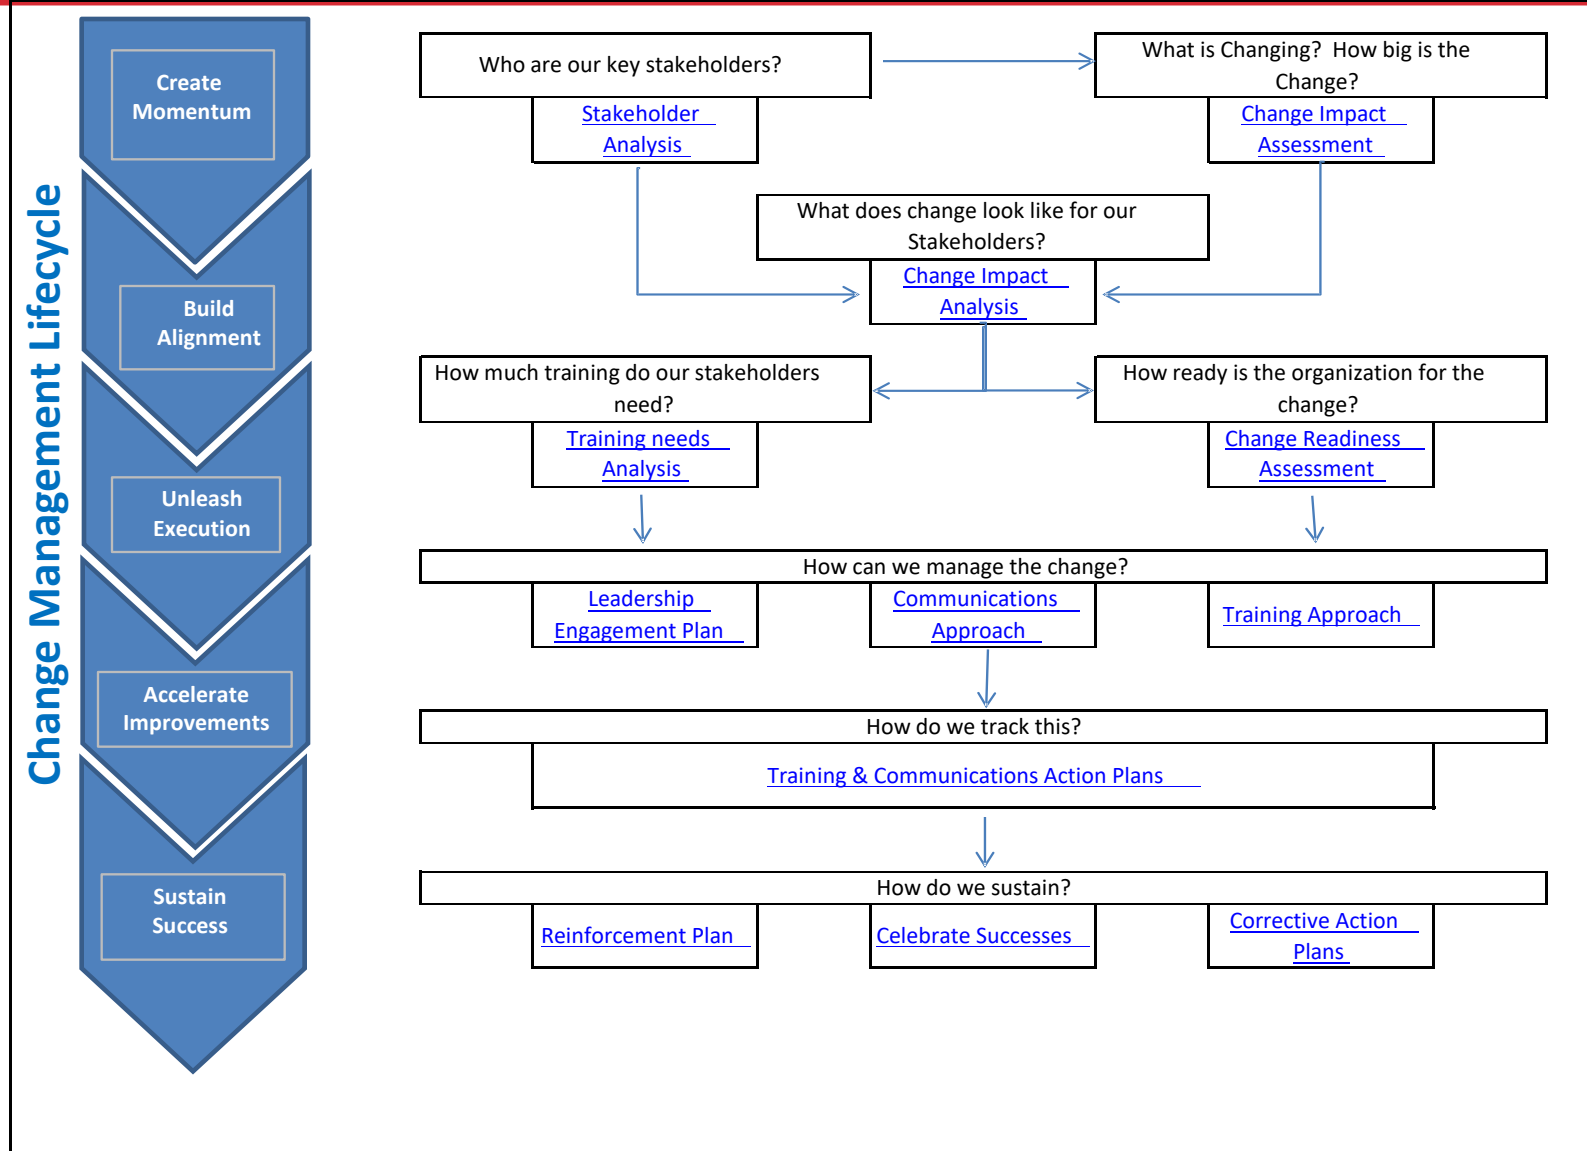 Change Management Lifecycle
Create
Momentum
Build
Alignment
Unleash
Execution
Accelerate
Improvements
Sustain
Success
Who are our key stakeholders?
Stakeholder
Analysis
What is Changing?  How big is the
Change?
Change Impact
Assessment
What does change look like for our
Stakeholders?
Change Impact
Analysis
How much training do our stakeholders
need?
Training needs
Analysis
How ready is the organization for the
change?
Change Readiness
Assessment
How can we manage the change?
Leadership
Engagement Plan
Communications
Approach
Training Approach
How do we track this?
Training & Communications Action Plans
How do we sustain?
Reinforcement Plan
Celebrate Successes
Corrective Action
Plans